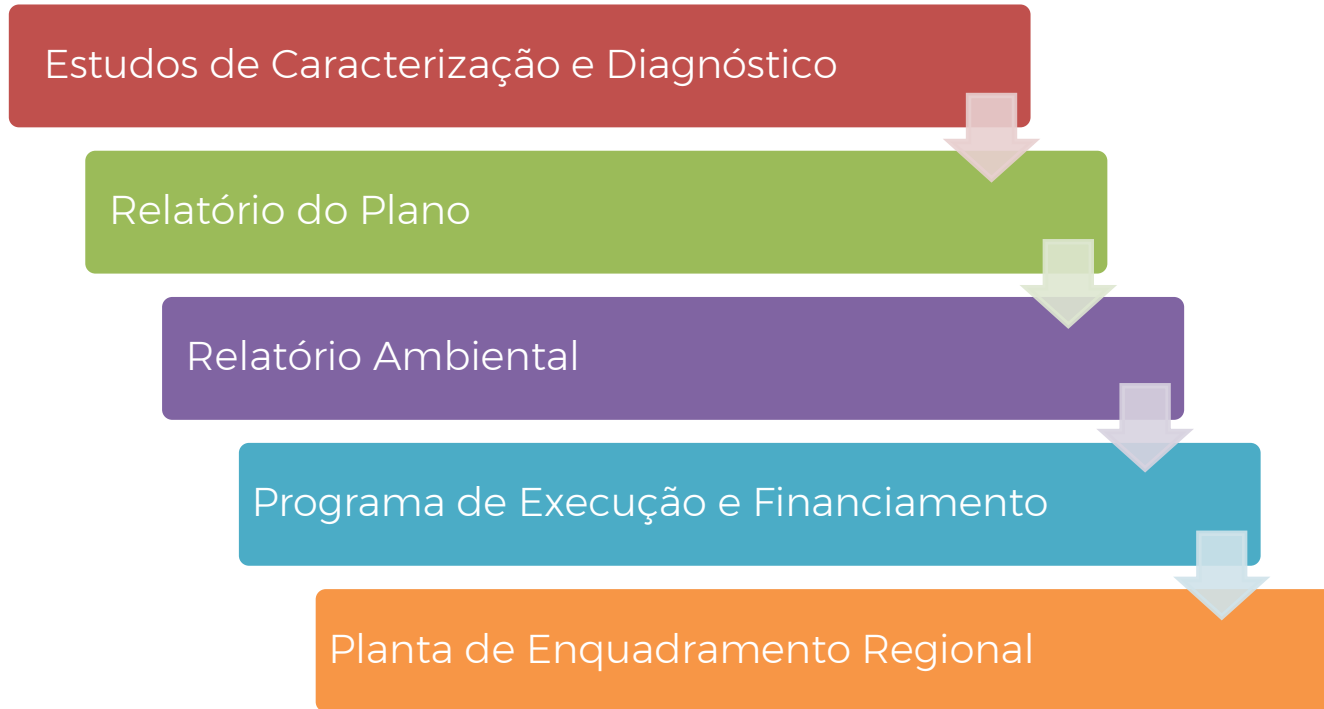 Estudos de Caracterização e Diagnóstico
Relatório do Plano
Relatório Ambiental
Programa de Execução e Financiamento
Planta de Enquadramento Regional